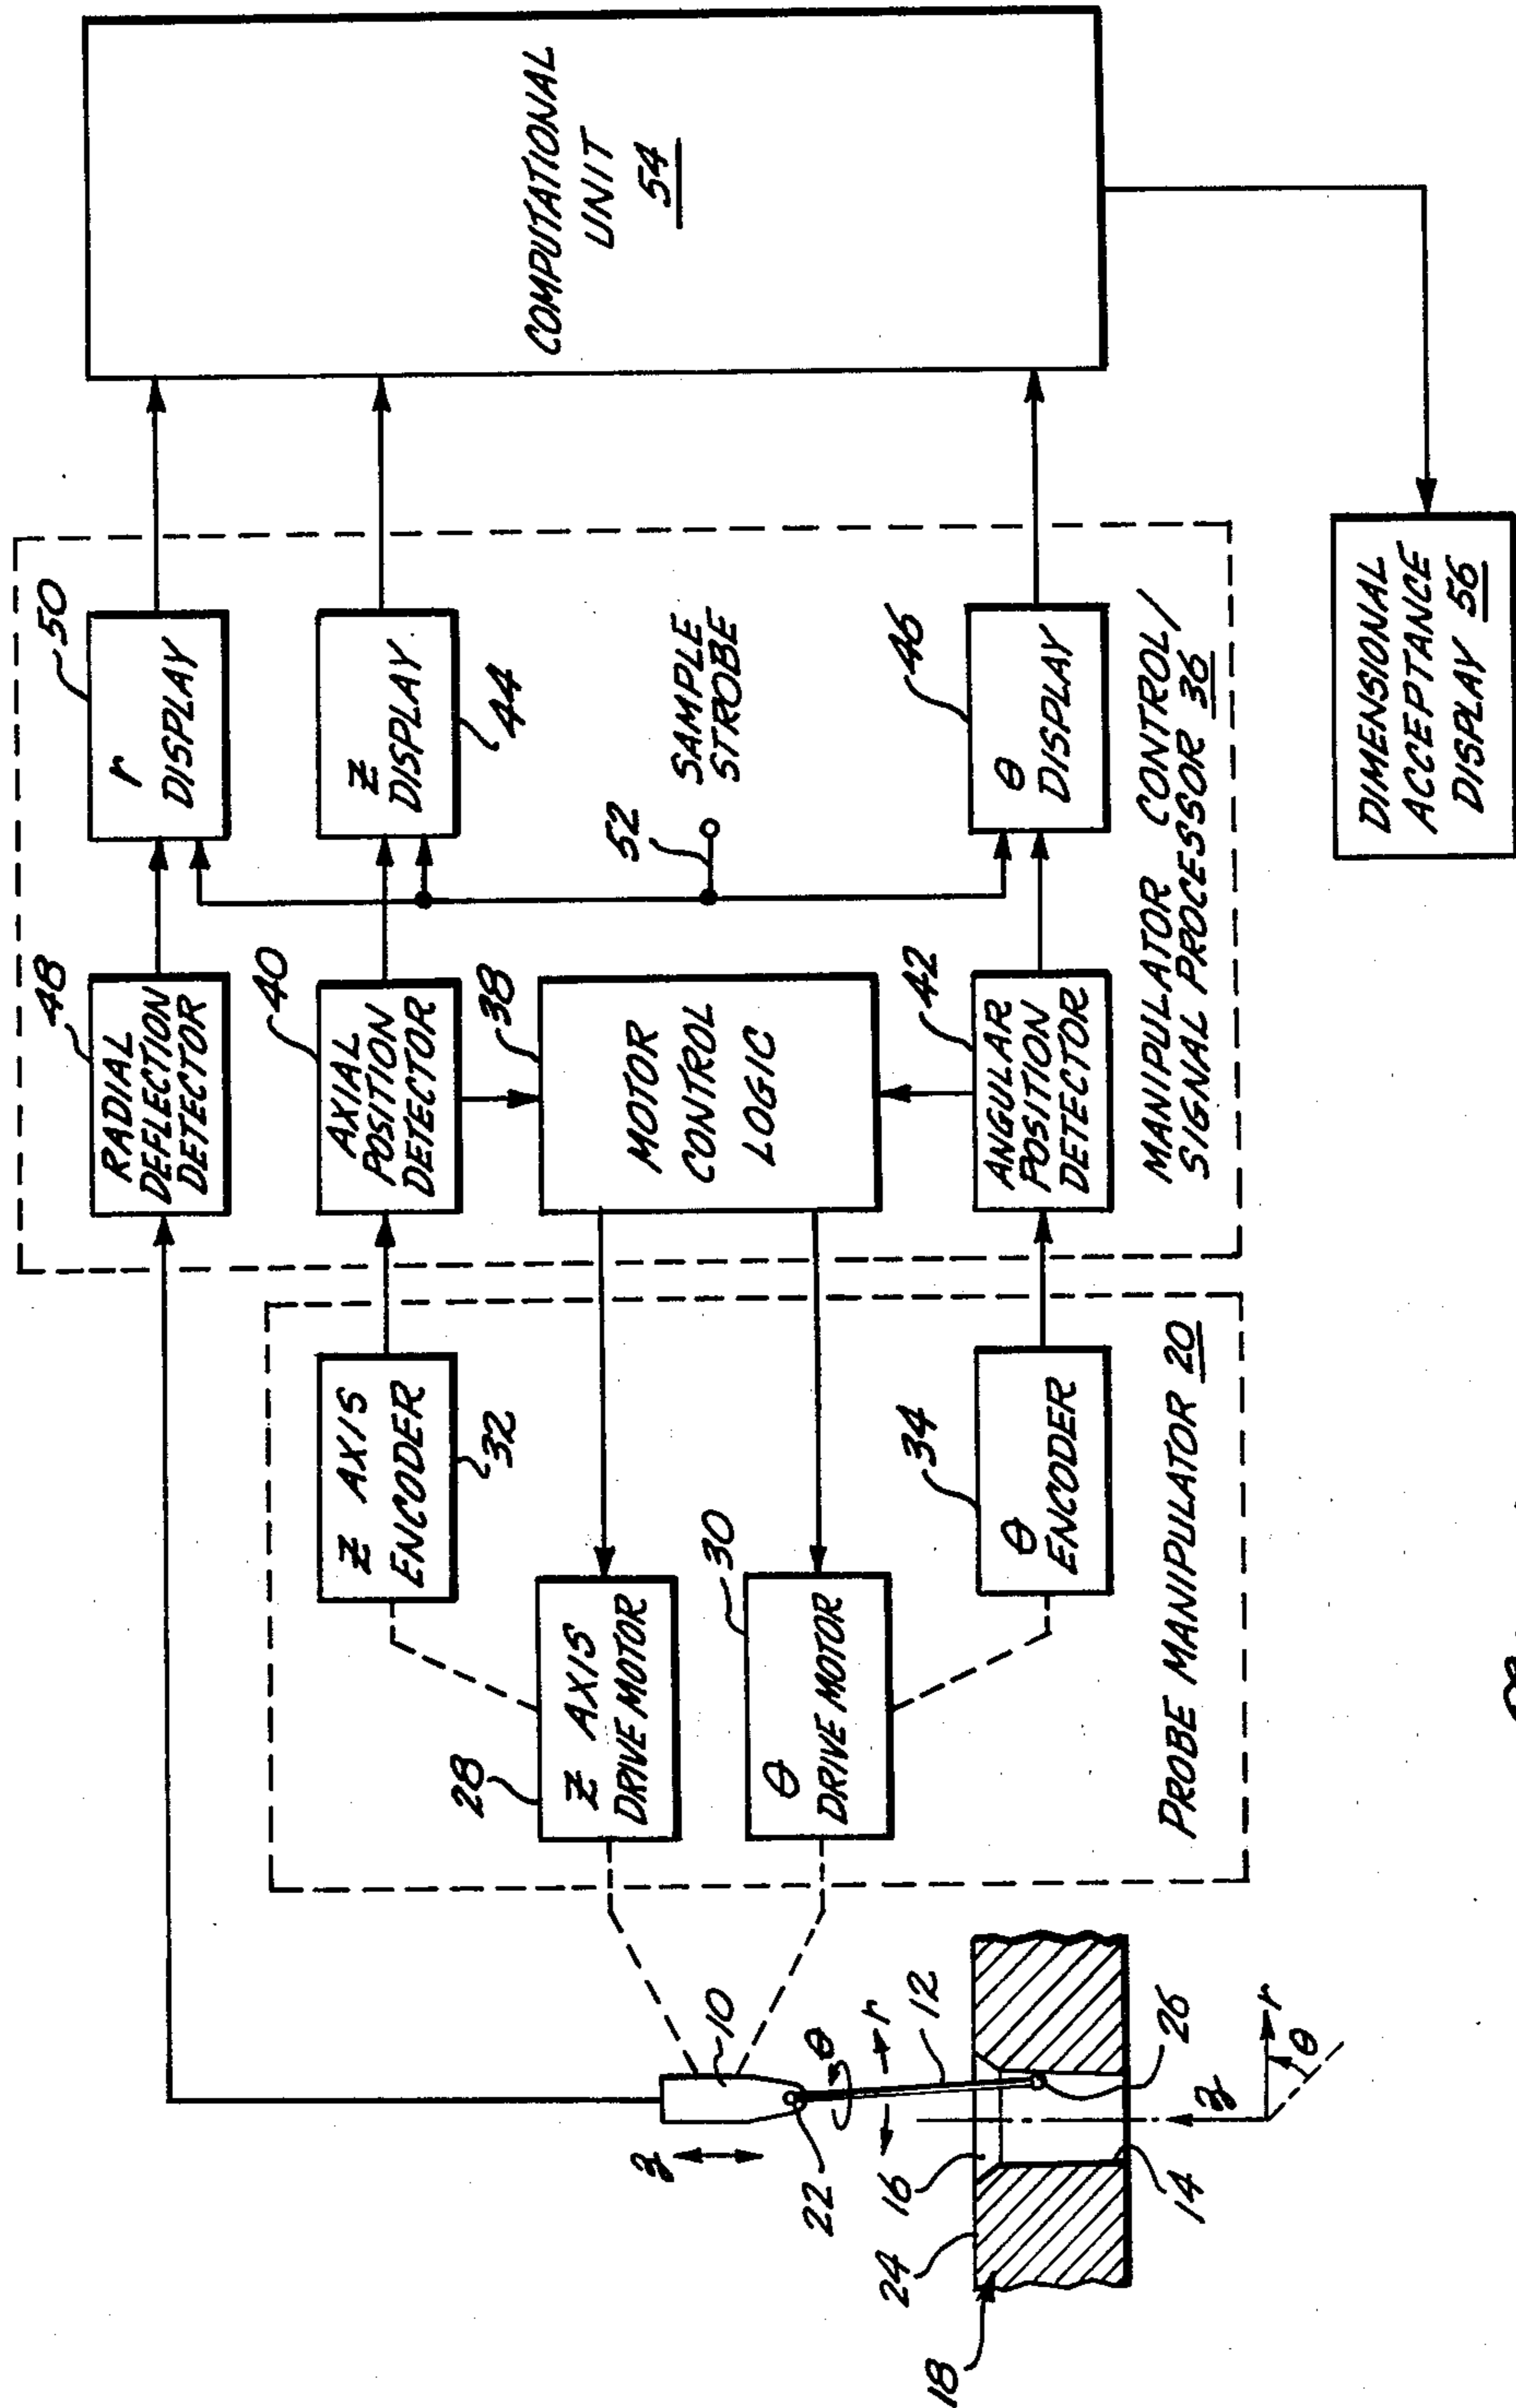 48
RADIAL
DEFLECTION
DETECTOR
50
r
DISPLAY
40
AXIAL
POSITION
DETECTOR
Z
DISPLAY
44
38
MOTOR
CONTROL
LOGIC
52
SAMPLE
STROBE
42
ANGULAR
POSITION
DETECTOR
46
θ
DISPLAY
MANIPULATOR CONTROL/
SIGNAL PROCESSOR 36
COMPUTATIONAL
UNIT
54
DIMENSIONAL
ACCEPTANCE
DISPLAY 56
Z AXIS
ENCODER
32
28
Z AXIS
DRIVE MOTOR
30
θ
DRIVE MOTOR
34
θ
ENCODER
PROBE MANIPULATOR 20
10
z
22
θ
r
12
16
24
18
14
26
z
r
θ